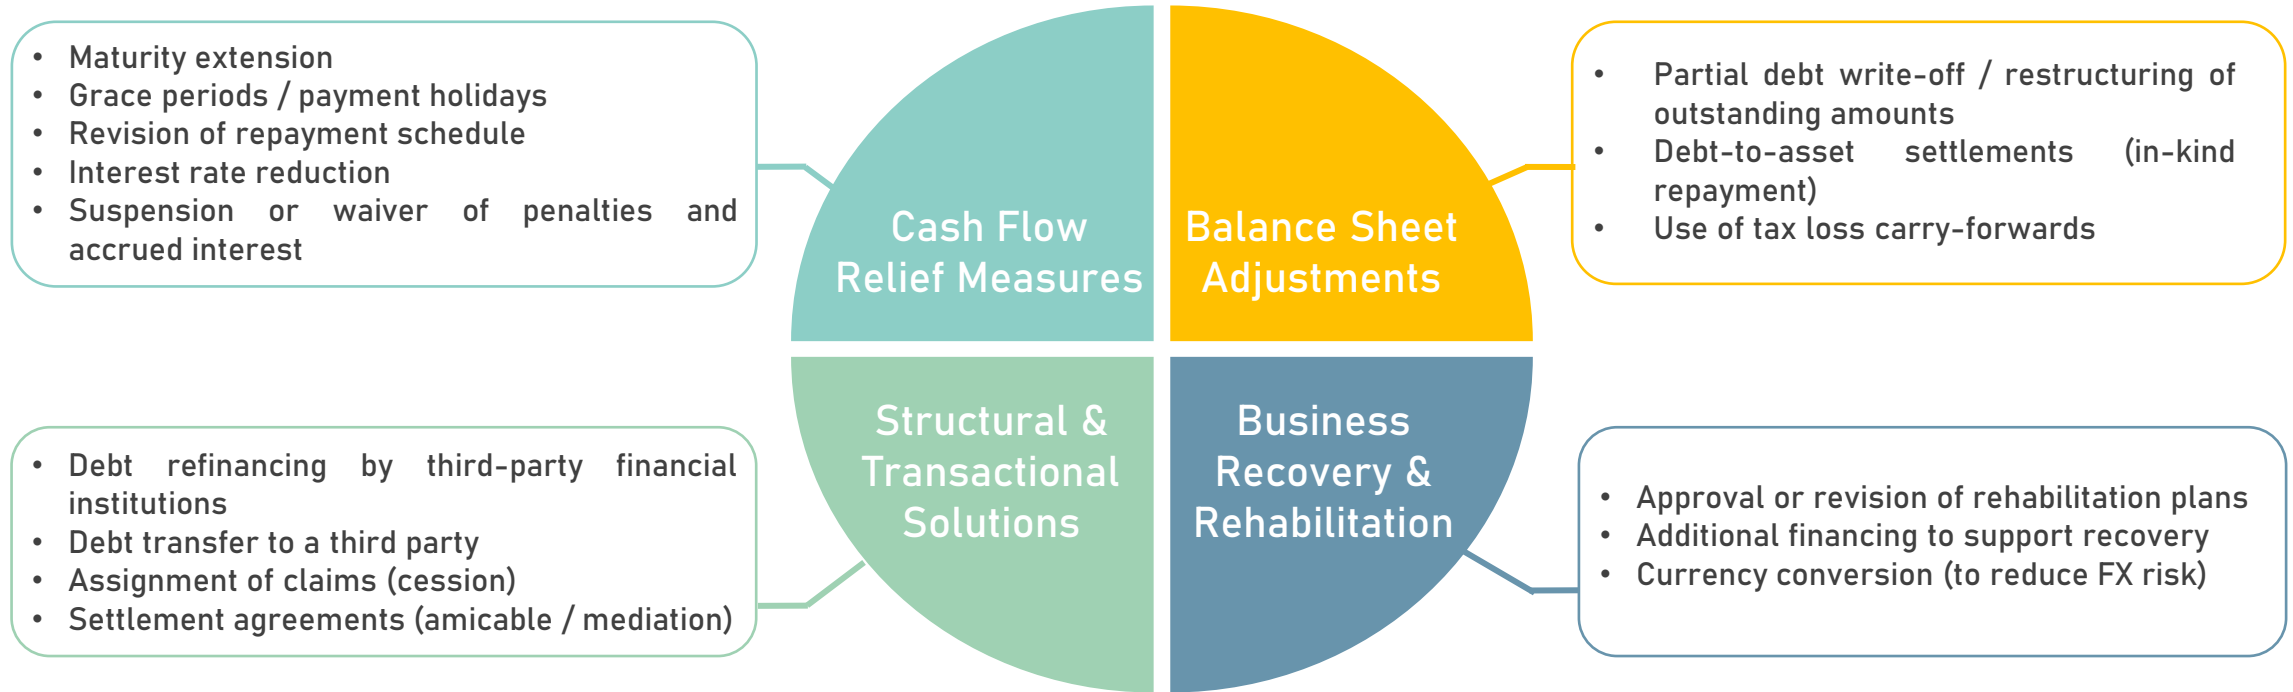 • Maturity extension
• Grace periods / payment holidays
• Revision of repayment schedule
• Interest rate reduction
• Suspension or waiver of penalties and
accrued interest
Cash Flow
Relief Measures
Balance Sheet
Adjustments
• Partial debt write-off / restructuring of
outstanding amounts
• Debt-to-asset settlements (in-kind
repayment)
• Use of tax loss carry-forwards
• Debt refinancing by third-party financial
institutions
• Debt transfer to a third party
• Assignment of claims (cession)
• Settlement agreements (amicable / mediation)
Structural &
Transactional
Solutions
Business
Recovery &
Rehabilitation
• Approval or revision of rehabilitation plans
• Additional financing to support recovery
• Currency conversion (to reduce FX risk)